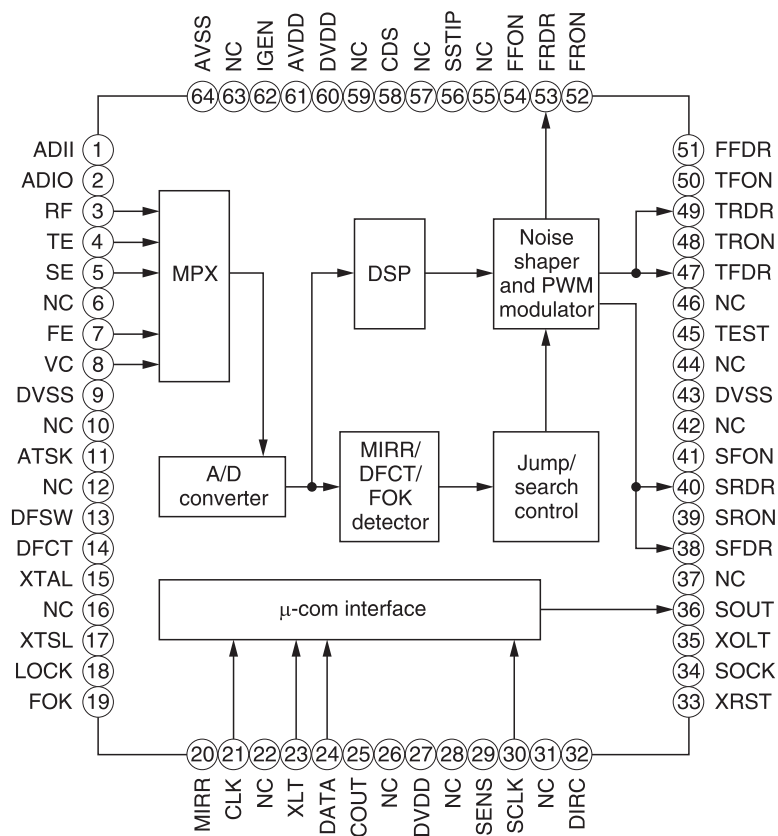 AVSS
NC
IGEN
AVDD
DVDD
NC
CDS
NC
SSTIP
NC
FFON
FRDR
FRON
64
63
62
61
60
59
58
57
56
55
54
53
52
ADII 1
ADIO 2
RF 3
TE 4
SE 5
NC 6
FE 7
VC 8
DVSS 9
NC 10
ATSK 11
NC 12
DFSW 13
DFCT 14
XTAL 15
NC 16
XTSL 17
LOCK 18
FOK 19
MPX
DSP
Noise
shaper
and PWM
modulator
A/D
converter
MIRR/
DFCT/
FOK
detector
Jump/
search
control
μ-com interface
51 FFDR
50 TFON
49 TRDR
48 TRON
47 TFDR
46 NC
45 TEST
44 NC
43 DVSS
42 NC
41 SFON
40 SRDR
39 SRON
38 SFDR
37 NC
36 SOUT
35 XOLT
34 SOCK
33 XRST
20
21
22
23
24
25
26
27
28
29
30
31
32
MIRR
CLK
NC
XLT
DATA
COUT
NC
DVDD
NC
SENS
SCLK
NC
DIRC